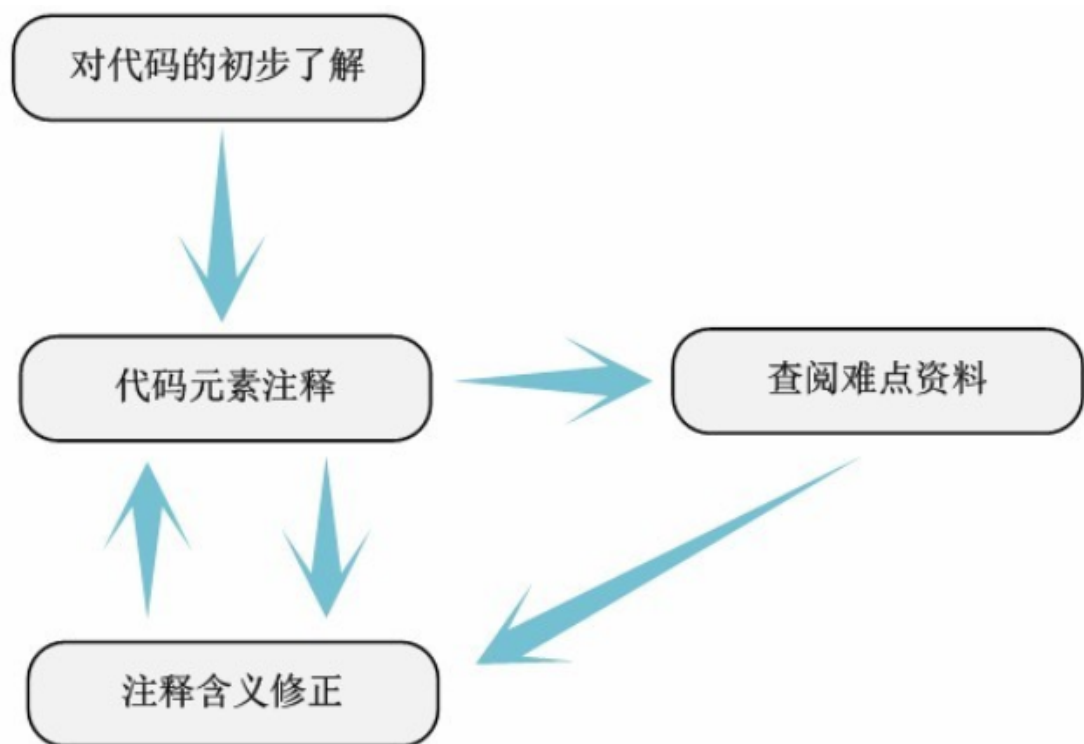 对代码的初步了解
代码元素注释
查阅难点资料
注释含义修正